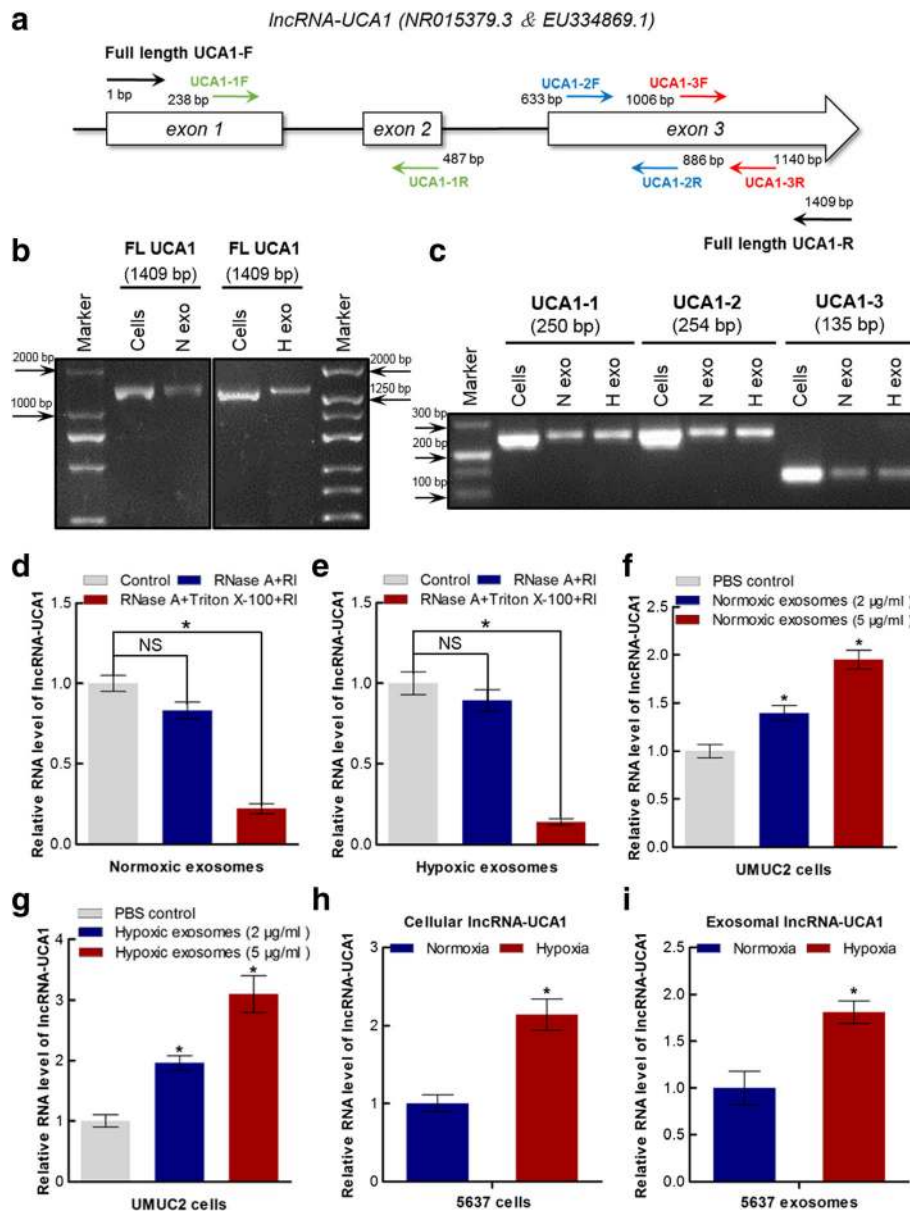 a
lncRNA-UCA1 (NR015379.3 & EU334869.1)
Full length UCA1-F
1 bp
238 bp
UCA1-1F
633 bp
UCA1-2F
1006 bp
UCA1-3F
exon 1
exon 2
exon 3
487 bp
UCA1-1R
886 bp
UCA1-2R
1140 bp
UCA1-3R
1409 bp
Full length UCA1-R
b
FL UCA1
(1409 bp)
FL UCA1
(1409 bp)
Marker
Cells
N exo
Cells
H exo
Marker
2000 bp
1000 bp
2000 bp
1250 bp
c
UCA1-1
(250 bp)
UCA1-2
(254 bp)
UCA1-3
(135 bp)
Marker
Cells
N exo
H exo
Cells
N exo
H exo
Cells
N exo
H exo
300 bp
200 bp
100 bp
d
Control
RNase A+RI
RNase A+Triton X-100+RI
Relative RNA level of lncRNA-UCA1
1.5
1.0
0.5
0.0
NS
*
Normoxic exosomes
e
Control
RNase A+RI
RNase A+Triton X-100+RI
Relative RNA level of lncRNA-UCA1
1.5
1.0
0.5
0.0
NS
*
Hypoxic exosomes
f
PBS control
Normoxic exosomes (2 µg/ml )
Normoxic exosomes (5 µg/ml )
Relative RNA level of lncRNA-UCA1
2.5
2.0
1.5
1.0
0.5
0.0
*
*
UMUC2 cells
g
PBS control
Hypoxic exosomes (2 µg/ml )
Hypoxic exosomes (5 µg/ml )
Relative RNA level of lncRNA-UCA1
4
3
2
1
0
*
*
UMUC2 cells
h
Cellular lncRNA-UCA1
Normoxia
Hypoxia
Relative RNA level of lncRNA-UCA1
3
2
1
0
*
5637 cells
i
Exosomal lncRNA-UCA1
Normoxia
Hypoxia
Relative RNA level of lncRNA-UCA1
2.5
2.0
1.5
1.0
0.5
0.0
*
5637 exosomes